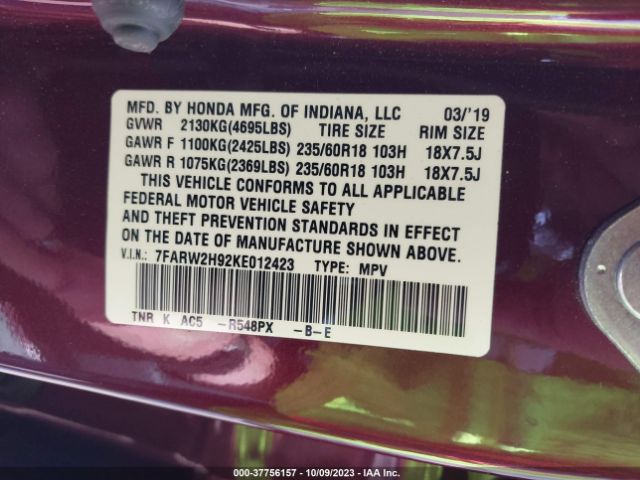 MFD. BY HONDA MFG. OF INDIANA, LLC 03/'19
GVWR 2130KG(4695LBS) TIRE SIZE RIM SIZE
GAWR F 1100KG(2425LBS) 235/60R18 103H 18X7.5J
GAWR R 1075KG(2369LBS) 235/60R18 103H 18X7.5J
THIS VEHICLE CONFORMS TO ALL APPLICABLE
FEDERAL MOTOR VEHICLE SAFETY
AND THEFT PREVENTION STANDARDS IN EFFECT
ON THE DATE OF MANUFACTURE SHOWN ABOVE.
V.I.N.: 7FARW2H92KE012423 TYPE: MPV
TNR K AC5 -R548PX -B-E
000-37756157 - 10/09/2023 - IAA Inc.